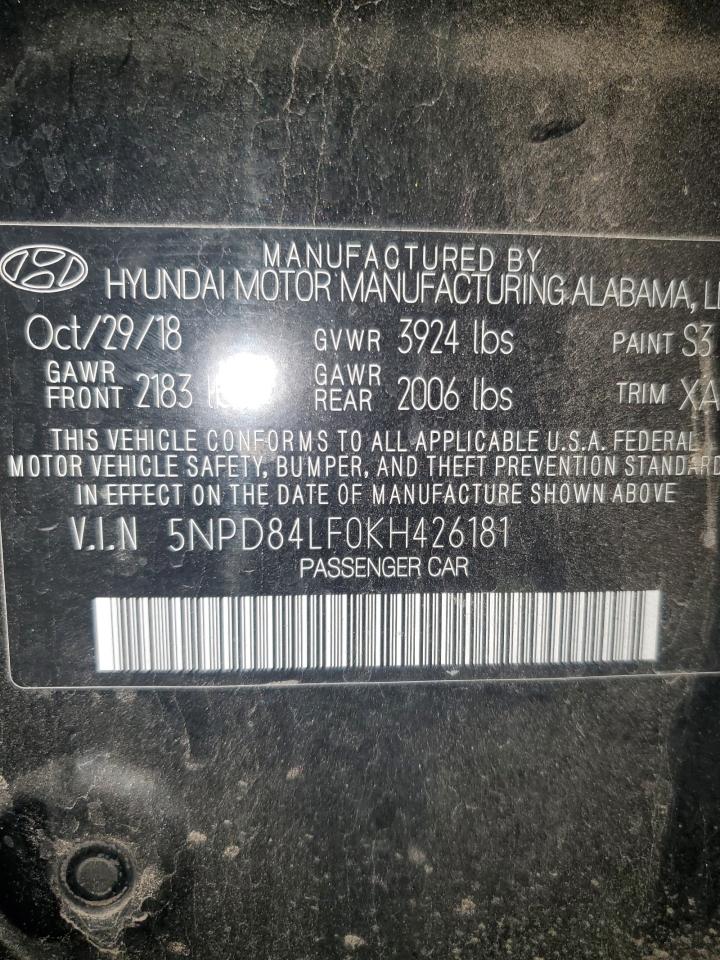 MANUFACTURED BY
HYUNDAI MOTOR MANUFACTURING ALABAMA,
Oct/29/18 GVWR 3924 lbs PAINT S3
GAWR FRONT 2183 GAWR REAR 2006 lbs TRIM XA
THIS VEHICLE CONFORMS TO ALL APPLICABLE U.S.A. FEDERAL
MOTOR VEHICLE SAFETY, BUMPER, AND THEFT PREVENTION STANDARD
IN EFFECT ON THE DATE OF MANUFACTURE SHOWN ABOVE
V.I.N 5NPD84LF0KH426181
PASSENGER CAR